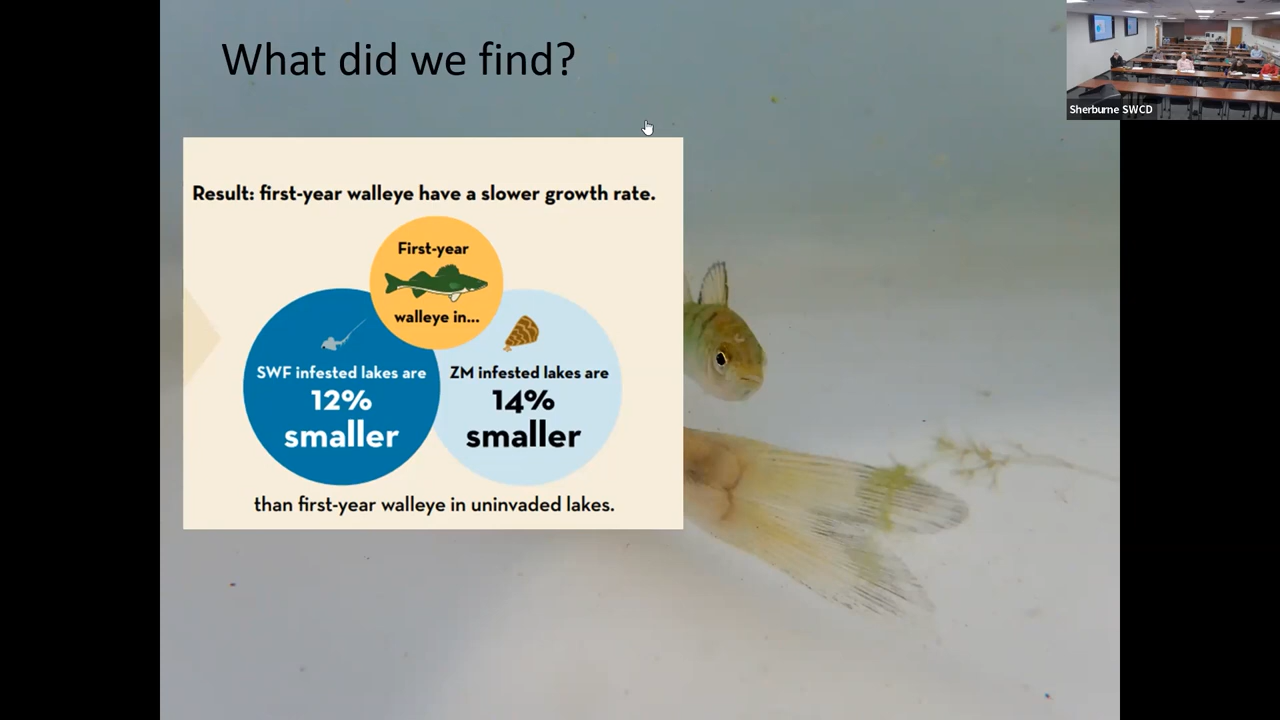 What did we find?
Sherburne SWCD
Result: first-year walleye have a slower growth rate.
First-year
walleye in...
SWF infested lakes are
12%
smaller
ZM infested lakes are
14%
smaller
than first-year walleye in uninvaded lakes.